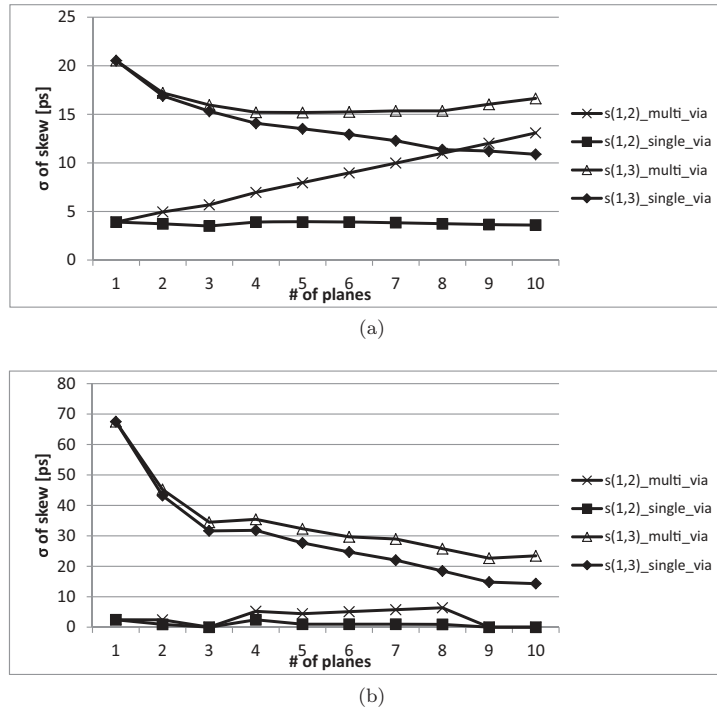 25
20
15
10
5
0
σ of skew [ps]
1 2 3 4 5 6 7 8 9 10
# of planes
s(1,2)_multi_via
s(1,2)_single_via
s(1,3)_multi_via
s(1,3)_single_via
(a)
80
70
60
50
40
30
20
10
0
σ of skew [ps]
1 2 3 4 5 6 7 8 9 10
# of planes
s(1,2)_multi_via
s(1,2)_single_via
s(1,3)_multi_via
s(1,3)_single_via
(b)